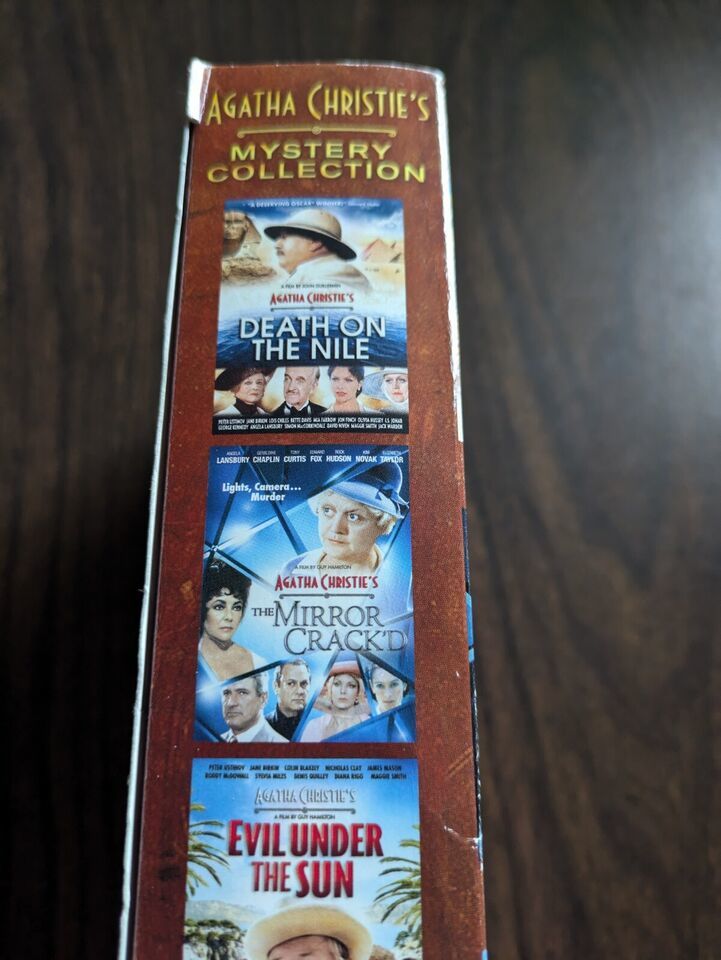 AGATHA CHRISTIE'S
MYSTERY
COLLECTION
"A DESERVING OSCAR® WINNER!"
A FILM BY JOHN GUILLERMIN
AGATHA CHRISTIE'S
DEATH ON
THE NILE
PETER USTINOV JANE BIRKIN LOIS CHILES BETTE DAVIS MIA FARROW JON FINCH OLIVIA HUSSEY I.S. JOHAR
GEORGE KENNEDY ANGELA LANSBURY SIMON MacCORKINDALE DAVID NIVEN MAGGIE SMITH JACK WARDEN
ANGELA GERALDINE TONY EDWARD ROCK KIM ELIZABETH
LANSBURY CHAPLIN CURTIS FOX HUDSON NOVAK TAYLOR
Lights, Camera...
Murder
A FILM BY GUY HAMILTON
AGATHA CHRISTIE'S
THE MIRROR
CRACK'D
PETER USTINOV JANE BIRKIN COLIN BLAKELY NICHOLAS CLAY JAMES MASON
RODDY McDOWALL SYLVIA MILES DENIS QUILLEY DIANA RIGG MAGGIE SMITH
AGATHA CHRISTIE'S
A FILM BY GUY HAMILTON
EVIL UNDER
THE SUN